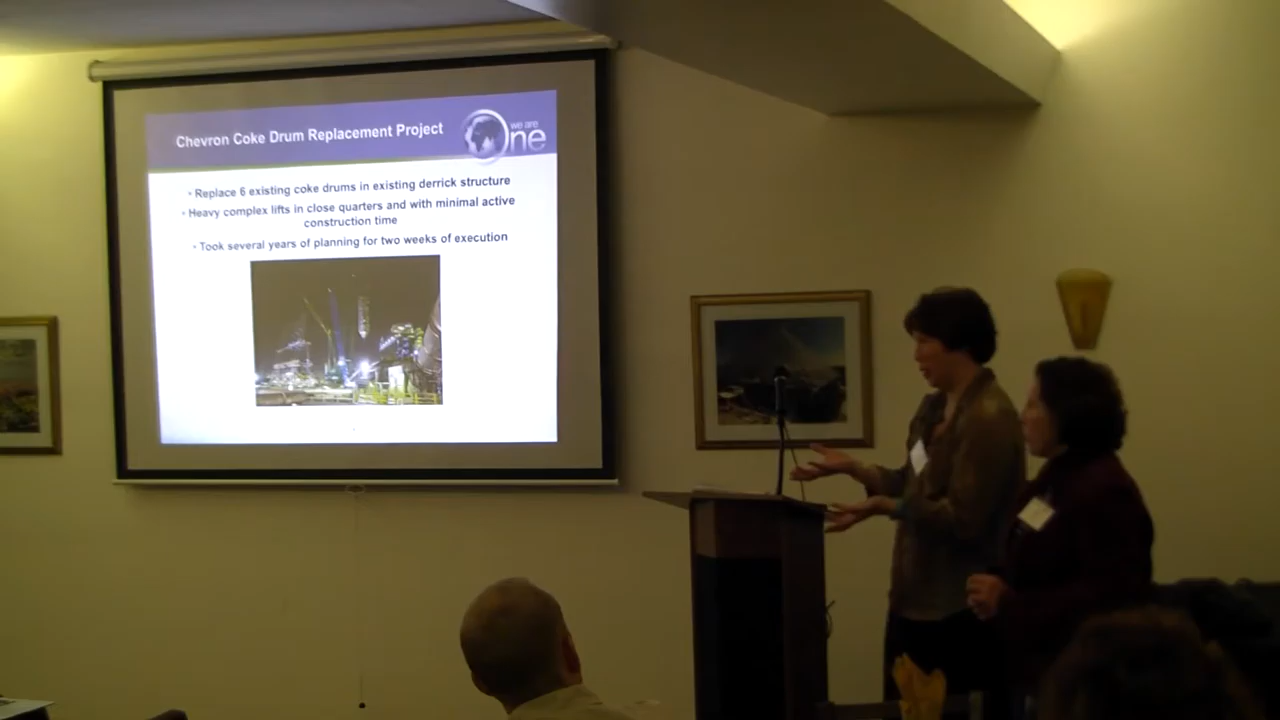 Chevron Coke Drum Replacement Project
we are
One
• Replace 6 existing coke drums in existing derrick structure
• Heavy complex lifts in close quarters and with minimal active
construction time
• Took several years of planning for two weeks of execution